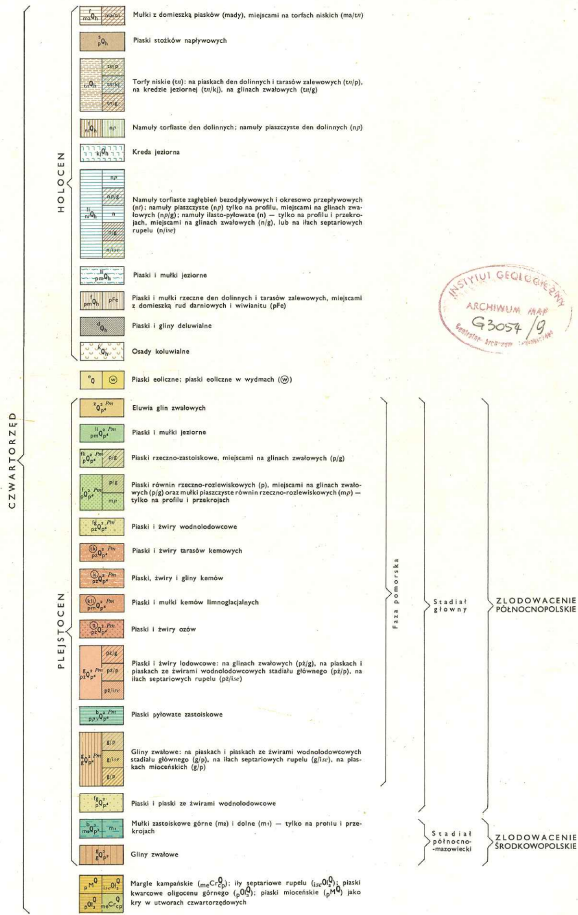 CZWARTORZĘD
HOLOCEN
Mułki z domieszką piasków (mady), miejscami na torfach niskich (ma/tn)
Piaski stożków napływowych
Torfy niskie (tn): na piaskach den dolinnych i tarasów zalewowych (tn/p),
na kredzie jeziornej (tn/kj), na glinach zwałowych (tn/g)
Namuły torfiaste den dolinnych; namuły piaszczyste den dolinnych (np)
Kreda jeziorna
Namuły torfiaste zagłębień bezodpływowych i okresowo przepływowych
(nt); namuły piaszczyste (np) tylko na profilu, miejscami na glinach zwa-
łowych (np/g); namuły ilasto-pyłowate (n) — tylko na profilu i przekro-
jach, miejscami na glinach zwałowych (n/g), lub na iłach septariowych
rupelu (n/isε)
Piaski i mułki jeziorne
Piaski i mułki rzeczne den dolinnych i tarasów zalewowych, miejscami
z domieszką rud darniowych i wiwianitu (pFe)
Piaski i gliny deluwialne
Osady koluwialne
Piaski eoliczne; piaski eoliczne w wydmach (w)
INSTYTUT GEOLOGICZNY
ARCHIWUM MAP
G3054/9
PLEJSTOCEN
Eluwia glin zwałowych
Piaski i mułki jeziorne
Piaski rzeczno-zastoiskowe, miejscami na glinach zwałowych (p/g)
Piaski równin rzeczno-rozlewiskowych (p), miejscami na glinach zwało-
wych (p/g) oraz mułki piaszczyste równin rzeczno-rozlewiskowych (mp) —
tylko na profilu i przekrojach
Piaski i żwiry wodnolodowcowe
Piaski i żwiry tarasów kemowych
Piaski, żwiry i gliny kemów
Piaski i mułki kemów limnoglacjalnych
Piaski i żwiry ozów
Piaski i żwiry lodowcowe: na glinach zwałowych (pż/g), na piaskach i
piaskach ze żwirami wodnolodowcowych stadiału głównego (pż/p), na
iłach septariowych rupelu (pż/isε)
Piaski pyłowate zastoiskowe
Gliny zwałowe: na piaskach i piaskach ze żwirami wodnolodowcowych
stadiału głównego (g/p), na iłach septariowych rupelu (g/isε), na pias-
kach mioceńskich (g/p)
Piaski i piaski ze żwirami wodnolodowcowe
Mułki zastoiskowe górne (m2) i dolne (m1) — tylko na profilu i prze-
krojach
Gliny zwałowe
Faza pomorska
Stadiał
główny
ZLODOWACENIE
PÓŁNOCNOPOLSKIE
Stadiał
północno-
mazowiecki
ZLODOWACENIE
ŚRODKOWOPOLSKIE
Margle kampańskie (meCrQcp); iły septariowe rupelu (isεOlQ2); piaski
kwarcowe oligocenu górnego (pOlQ3); piaski mioceńskie (pMQ) jako
kry w utworach czwartorzędowych